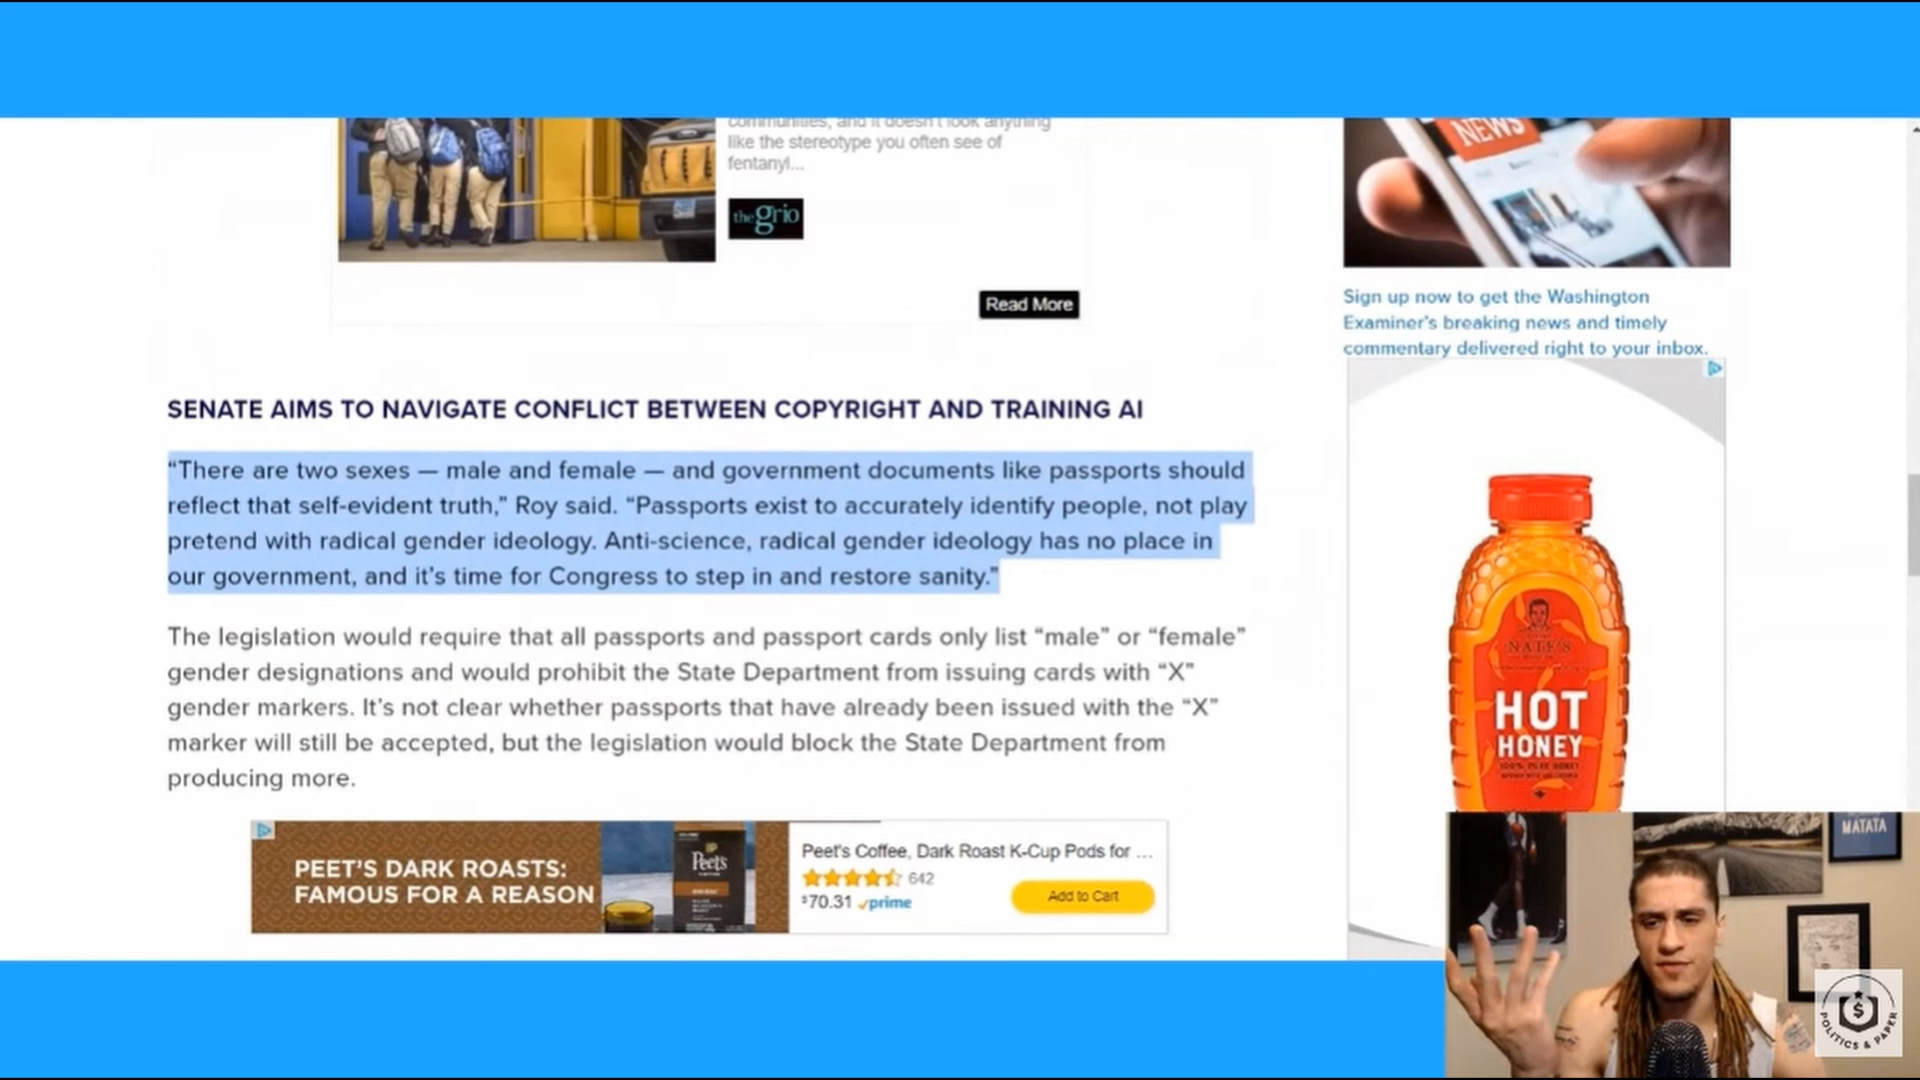 communities, and it doesn't look anything
like the stereotype you often see of
fentanyl...
thegrio
Read More
NEWS
Sign up now to get the Washington
Examiner's breaking news and timely
commentary delivered right to your inbox.
SENATE AIMS TO NAVIGATE CONFLICT BETWEEN COPYRIGHT AND TRAINING AI
“There are two sexes — male and female — and government documents like passports should
reflect that self-evident truth,” Roy said. “Passports exist to accurately identify people, not play
pretend with radical gender ideology. Anti-science, radical gender ideology has no place in
our government, and it’s time for Congress to step in and restore sanity.”
The legislation would require that all passports and passport cards only list “male” or “female”
gender designations and would prohibit the State Department from issuing cards with “X”
gender markers. It’s not clear whether passports that have already been issued with the “X”
marker will still be accepted, but the legislation would block the State Department from
producing more.
NATE'S
HOT
HONEY
100% PURE HONEY
PEET'S DARK ROASTS:
FAMOUS FOR A REASON
Peet's
Peet's Coffee, Dark Roast K-Cup Pods for ...
642
$70.31 prime
Add to Cart
MATATA
$
POLITICS & PAPER